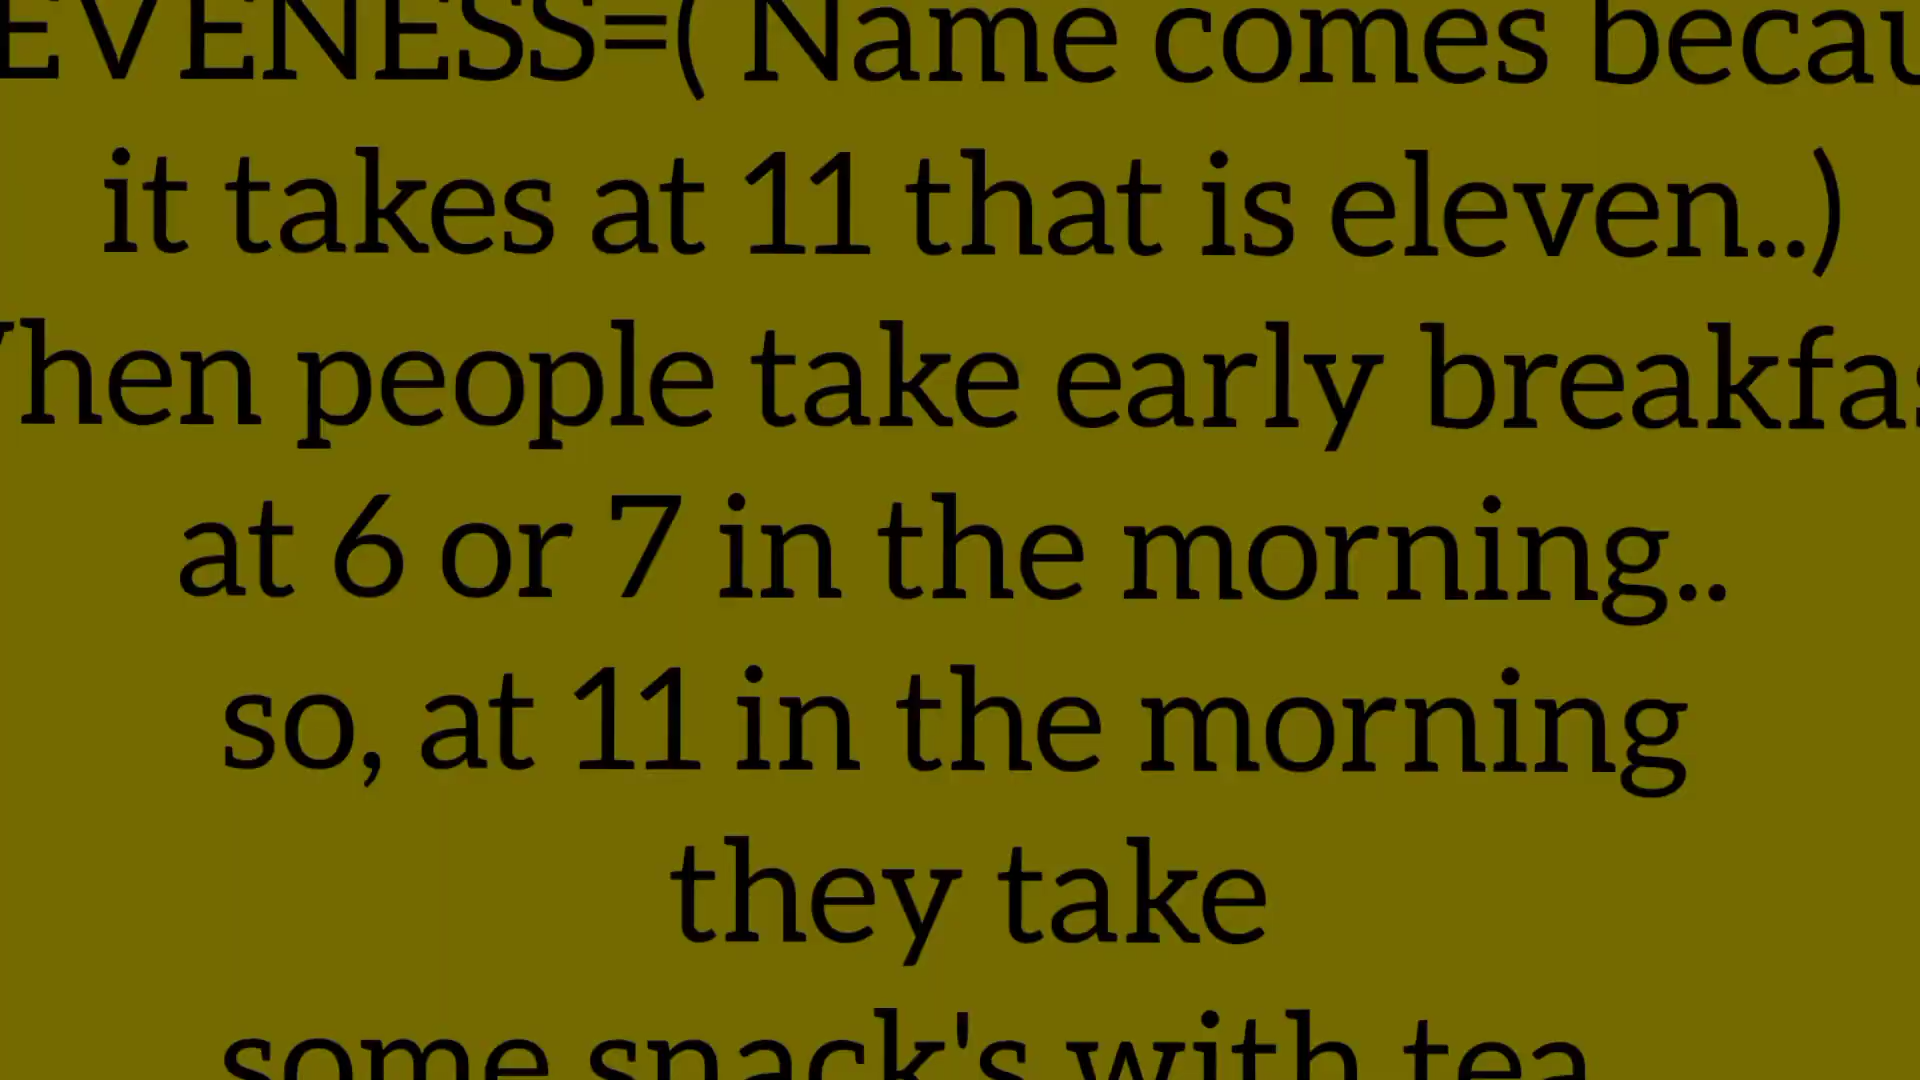 EVENESS=( Name comes becau
it takes at 11 that is eleven..)
hen people take early breakfas
at 6 or 7 in the morning..
so, at 11 in the morning
they take
some snack's with tea